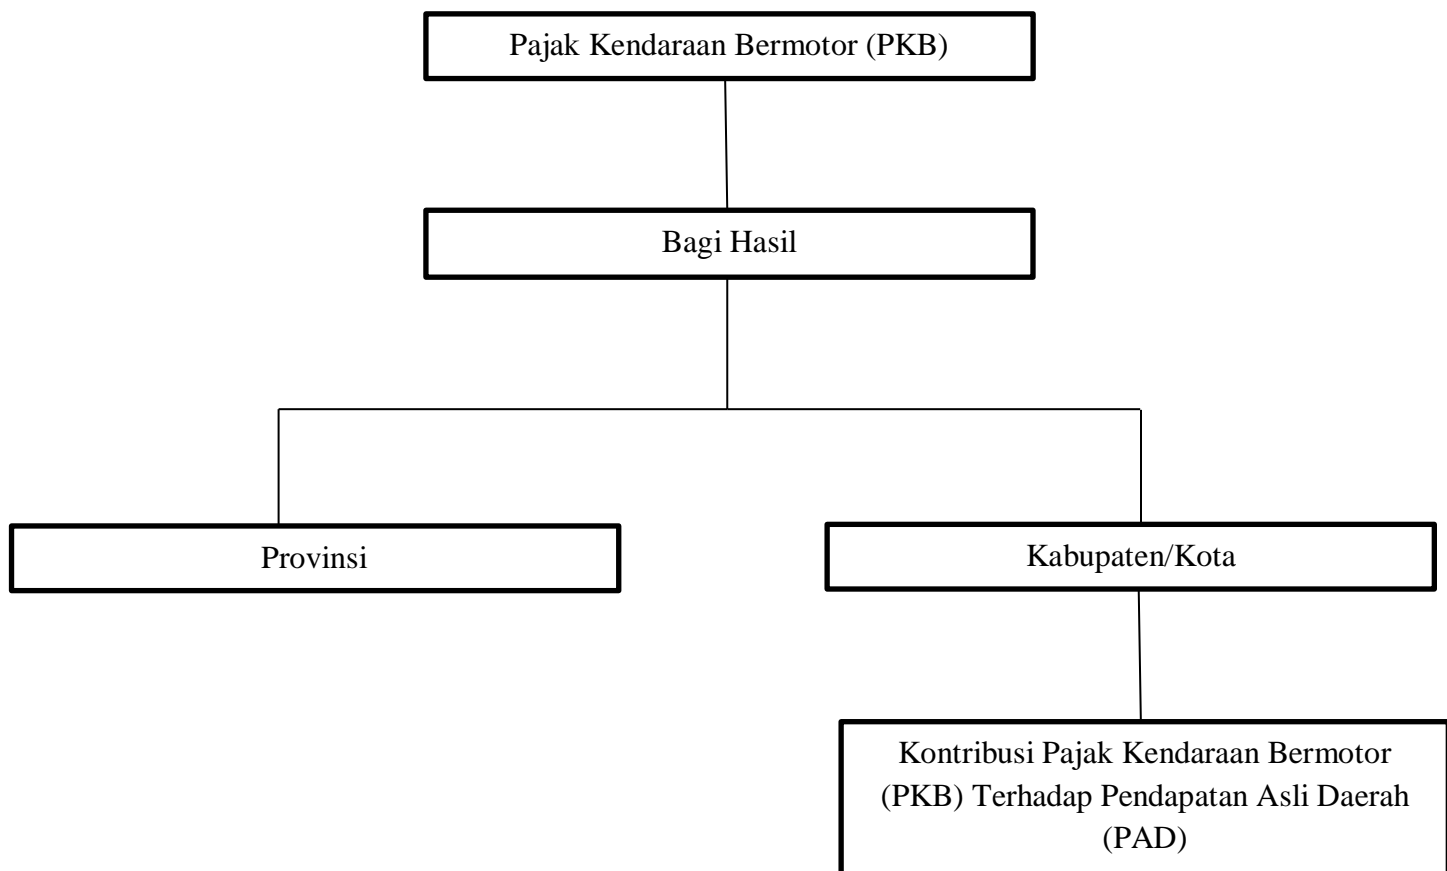 Pajak Kendaraan Bermotor (PKB)
Bagi Hasil
Provinsi
Kabupaten/Kota
Kontribusi Pajak Kendaraan Bermotor
(PKB) Terhadap Pendapatan Asli Daerah
(PAD)